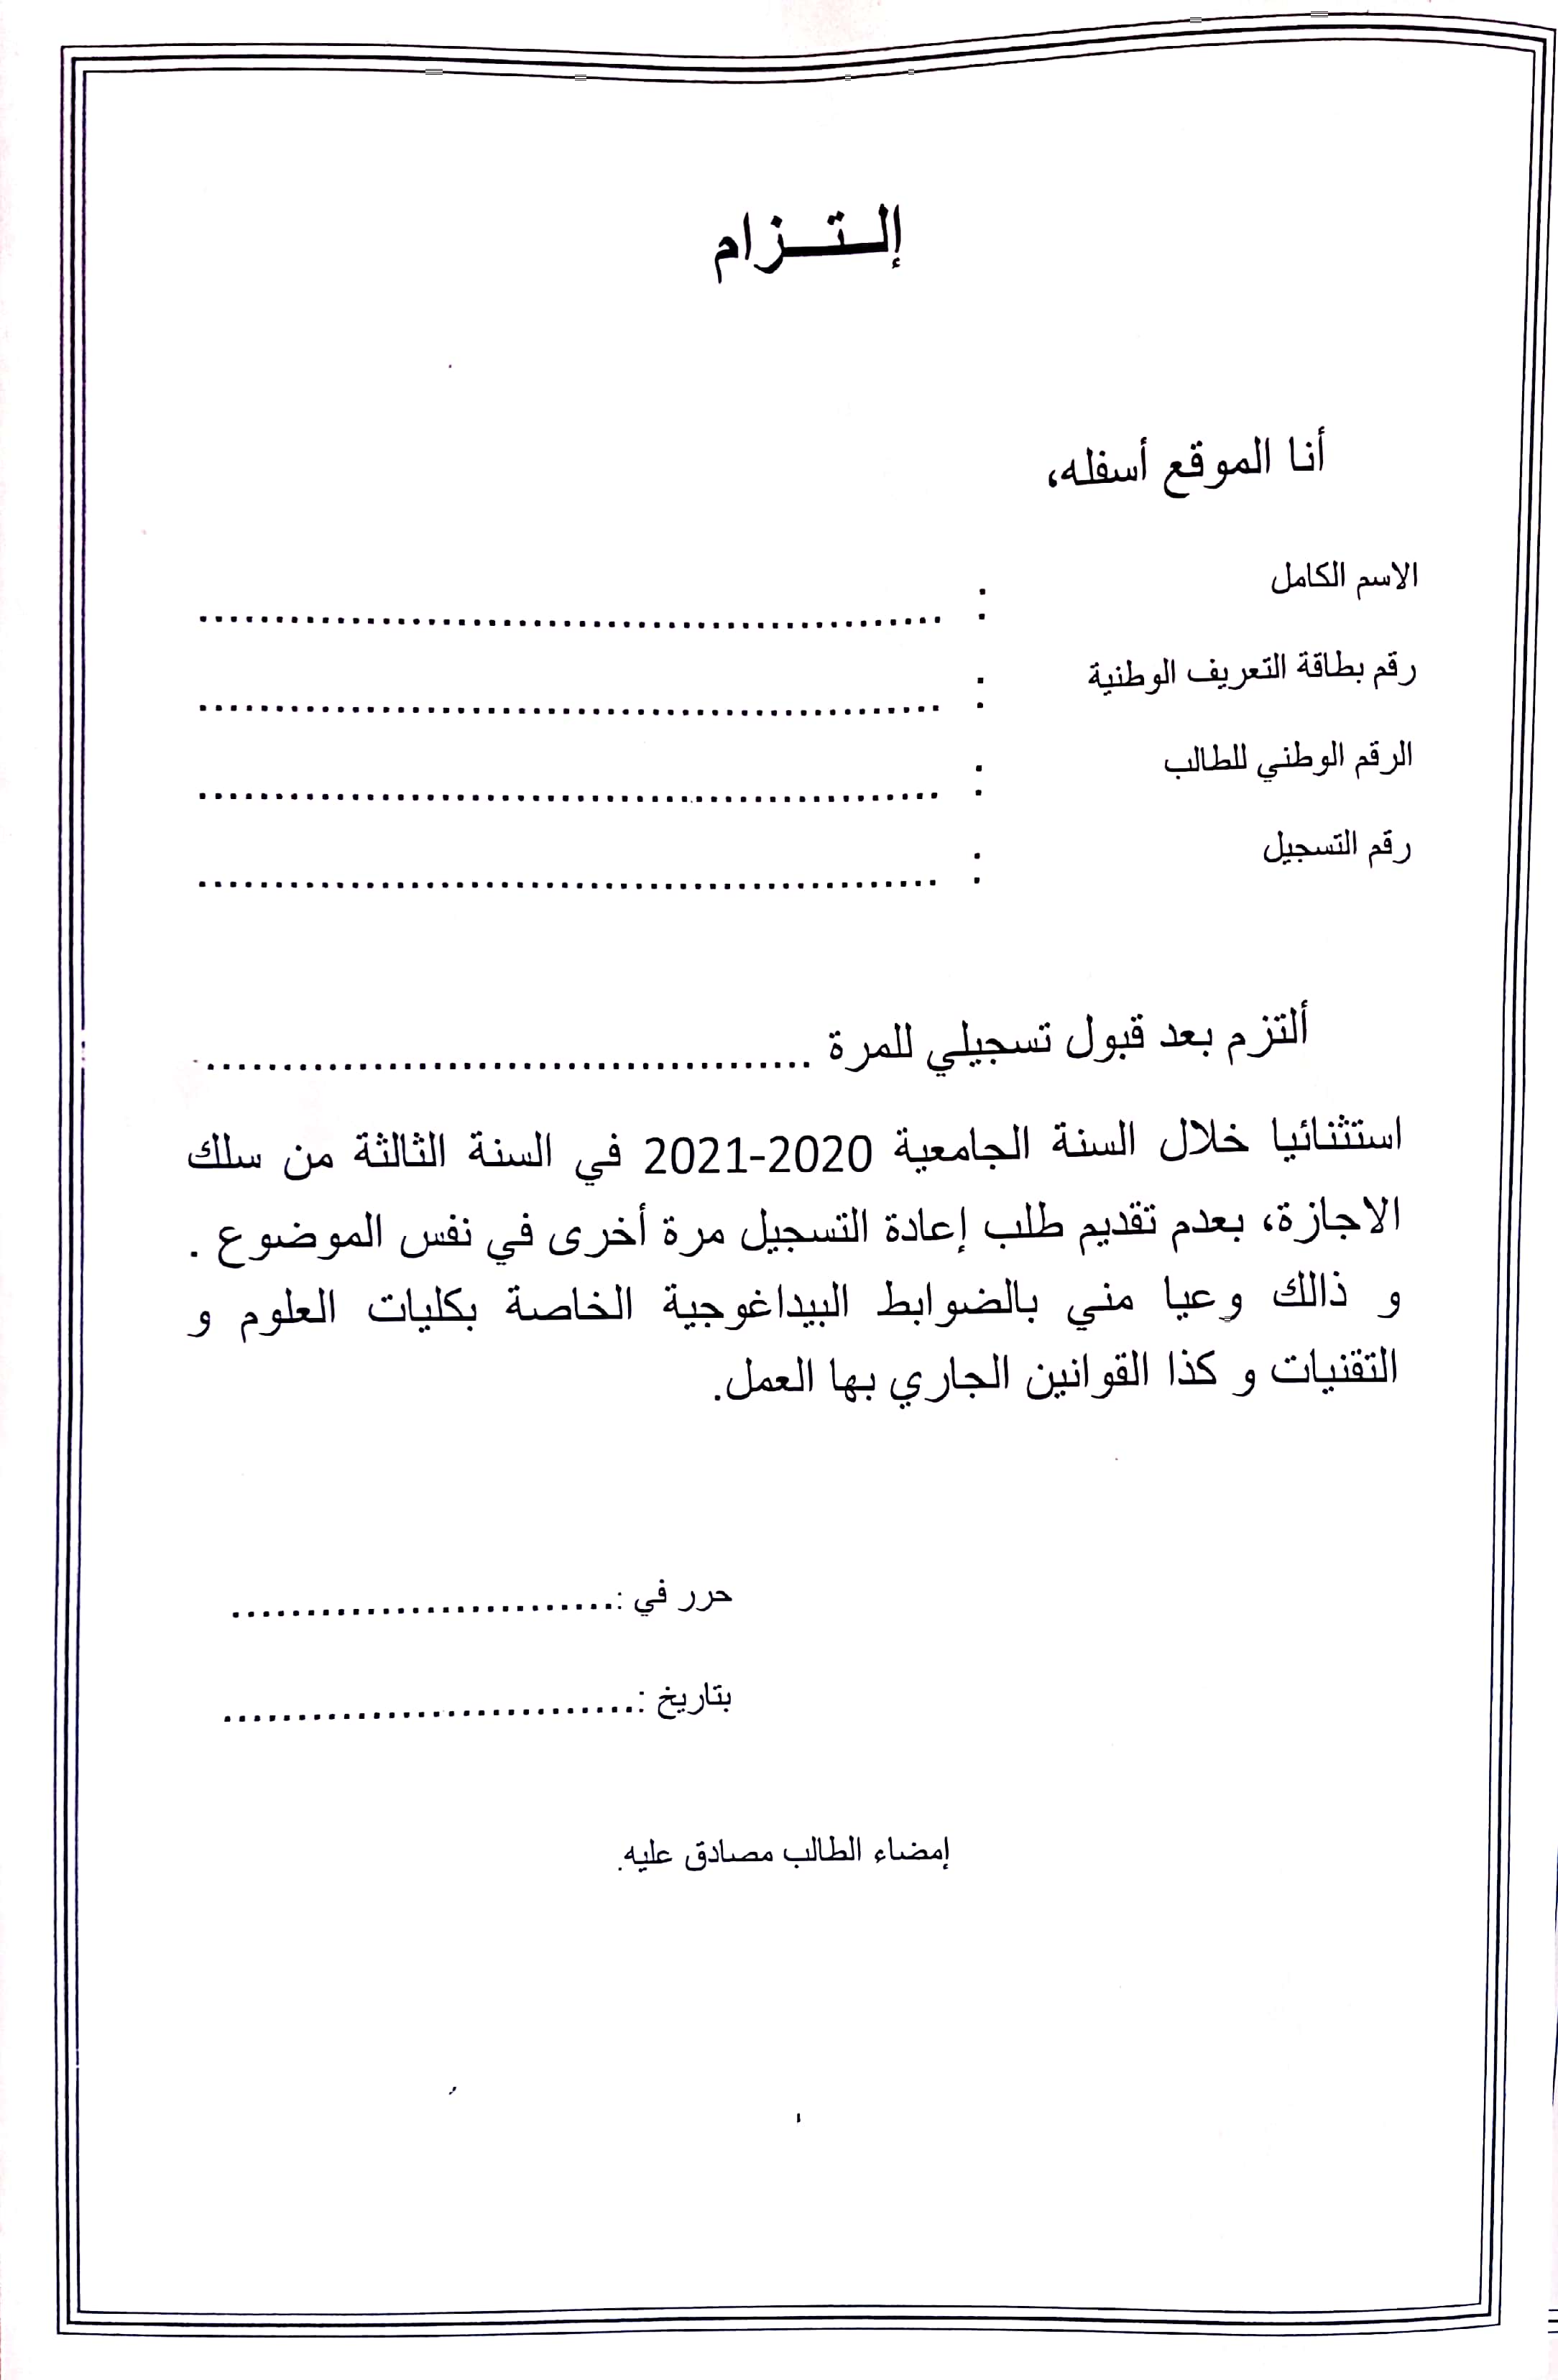 إلـتـــزام
أنا الموقع أسفله،
الاسم الكامل : ..................................................
رقم بطاقة التعريف الوطنية : ..................................................
الرقم الوطني للطالب : ..................................................
رقم التسجيل : ..................................................
ألتزم بعد قبول تسجيلي للمرة .........................................
استثنائيا خلال السنة الجامعية 2020-2021 في السنة الثالثة من سلك
الاجازة، بعدم تقديم طلب إعادة التسجيل مرة أخرى في نفس الموضوع .
و ذالك وعيا مني بالضوابط البيداغوجية الخاصة بكليات العلوم و
التقنيات و كذا القوانين الجاري بها العمل.
حرر في :..........................
بتاريخ :............................
إمضاء الطالب مصادق عليه.